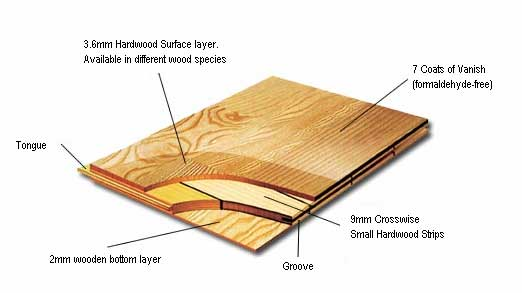 3.6mm Hardwood Surface layer.
Available in different wood species
7 Coats of Vanish
(formaldehyde-free)
Tongue
9mm Crosswise
Small Hardwood Strips
2mm wooden bottom layer
Groove